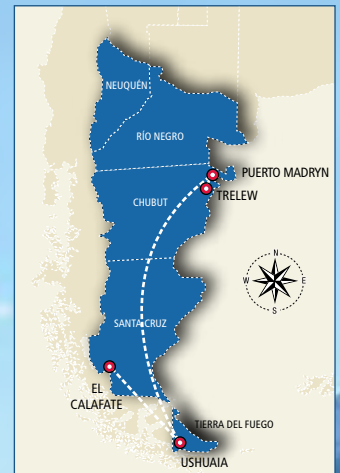 NEUQUÉN
RÍO NEGRO
PUERTO MADRYN
TRELEW
CHUBUT
N
W E
S
SANTA CRUZ
EL
CALAFATE
TIERRA DEL FUEGO
USHUAIA